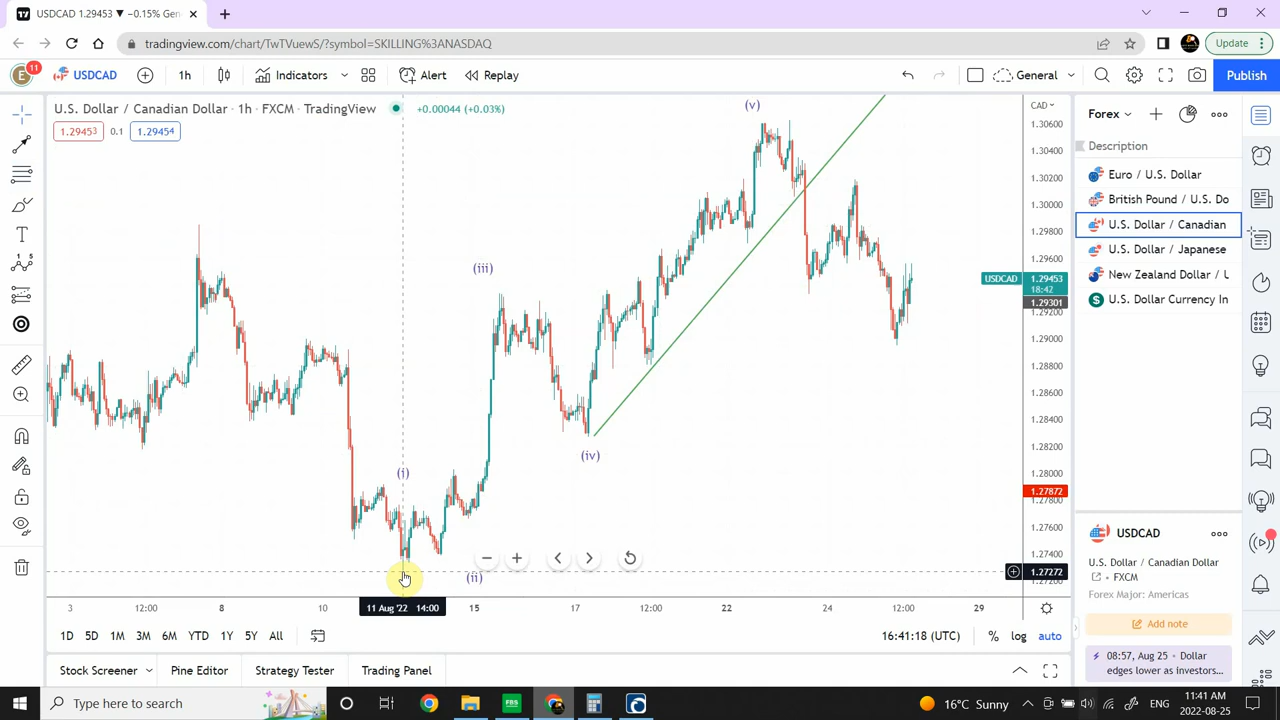 USDCAD 1.29453 ▼ −0.15% Gener
tradingview.com/chart/TwTVuewS/?symbol=SKILLING%3ANASDAQ
Update
E
11
USDCAD
1h
Indicators
Alert
Replay
General
Publish
U.S. Dollar / Canadian Dollar · 1h · FXCM · TradingView
+0.00044 (+0.03%)
1.29453
0.1
1.29454
CAD
1.30600
1.30400
1.30200
1.30000
1.29800
1.29600
USDCAD
1.29453
18:42
1.29301
1.29200
1.29000
1.28800
1.28600
1.28400
1.28200
1.28000
1.27872
1.27800
1.27600
1.27400
1.27272
1.27200
(i)
(ii)
(iii)
(iv)
(v)
3
12:00
8
10
11 Aug '22 14:00
15
17
12:00
22
24
12:00
29
1D 5D 1M 3M 6M YTD 1Y 5Y All
16:41:18 (UTC)
%
log
auto
Stock Screener
Pine Editor
Strategy Tester
Trading Panel
Forex
Description
Euro / U.S. Dollar
British Pound / U.S. Do
U.S. Dollar / Canadian
U.S. Dollar / Japanese
New Zealand Dollar / U
U.S. Dollar Currency In
USDCAD
U.S. Dollar / Canadian Dollar
FXCM
Forex Major: Americas
Add note
08:57, Aug 25 • Dollar
edges lower as investors...
Type here to search
FBS
16°C Sunny
ENG
11:41 AM
2022-08-25